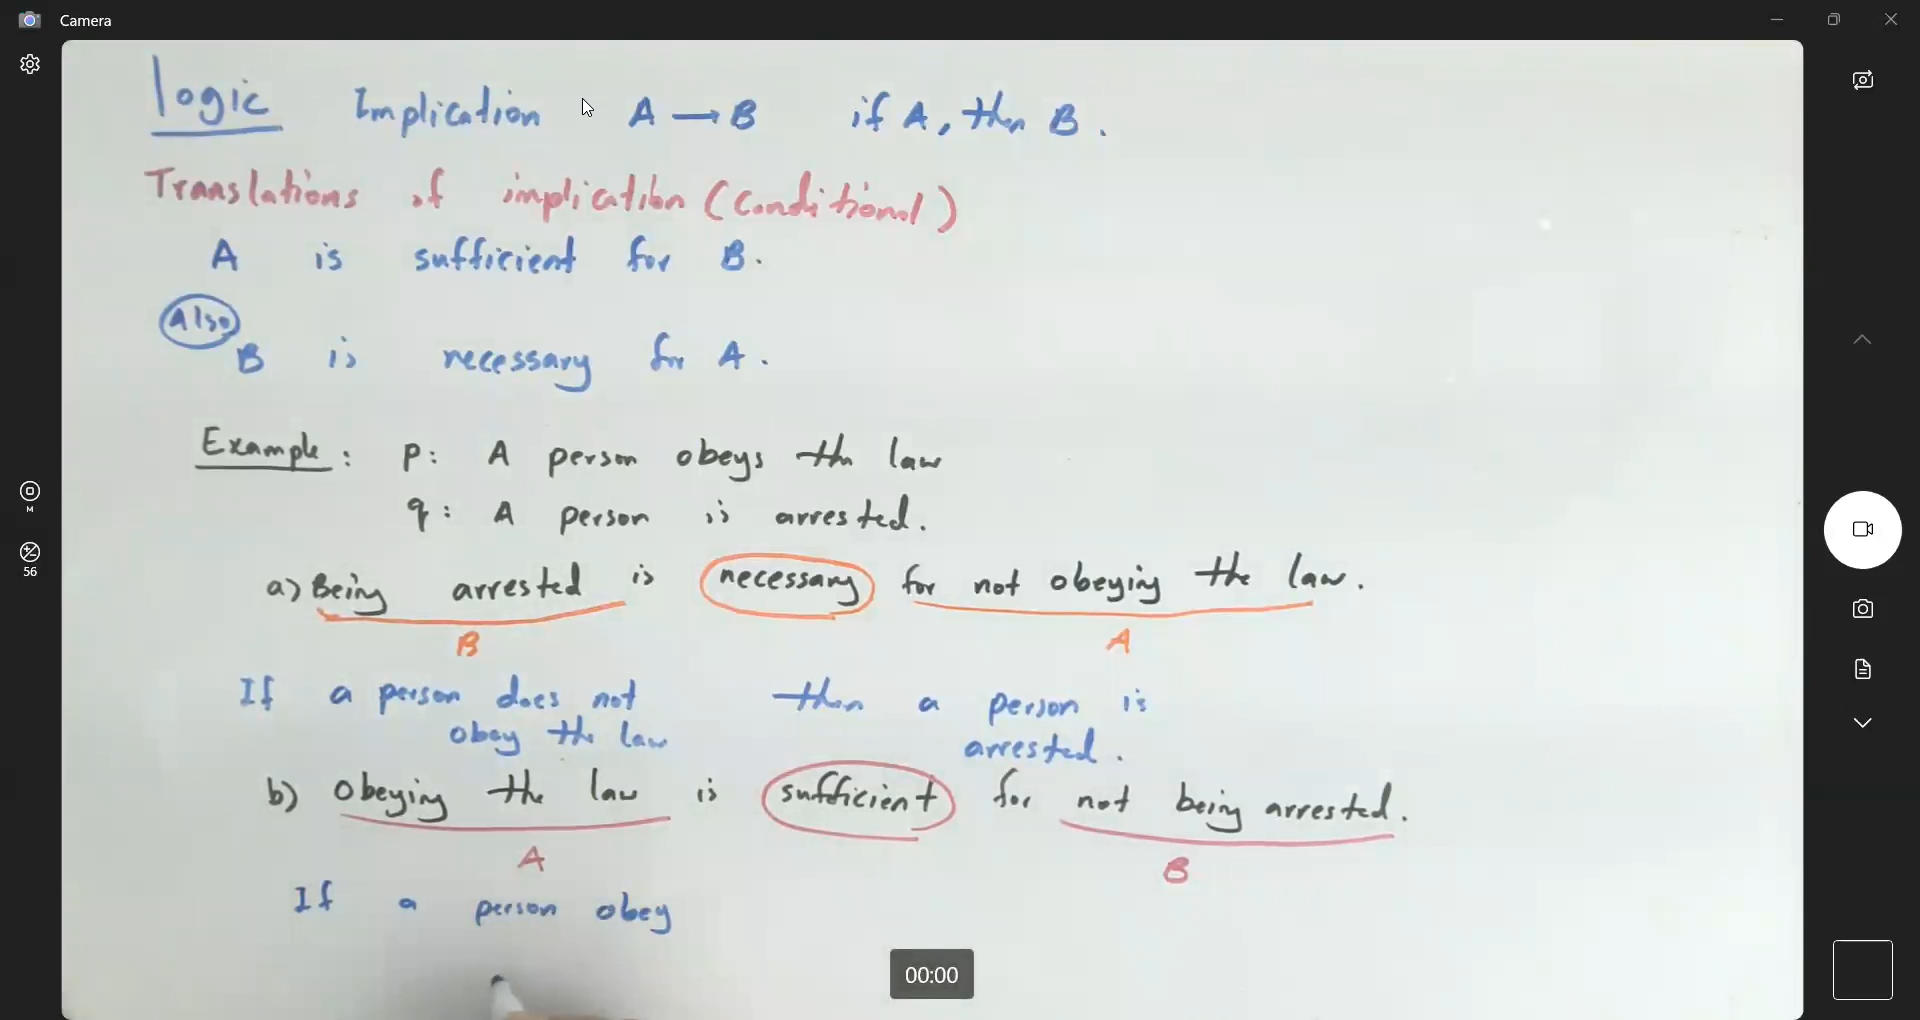 Camera
logic Implication A → B if A, then B.
Translations of implication (conditional)
A is sufficient for B.
Also
B is necessary for A.
Example: p: A person obeys the law
q: A person is arrested.
a) Being arrested is necessary for not obeying the law.
B A
If a person does not then a person is
obey the law arrested.
b) Obeying the law is sufficient for not being arrested.
A B
If a person obey
00:00
M
56